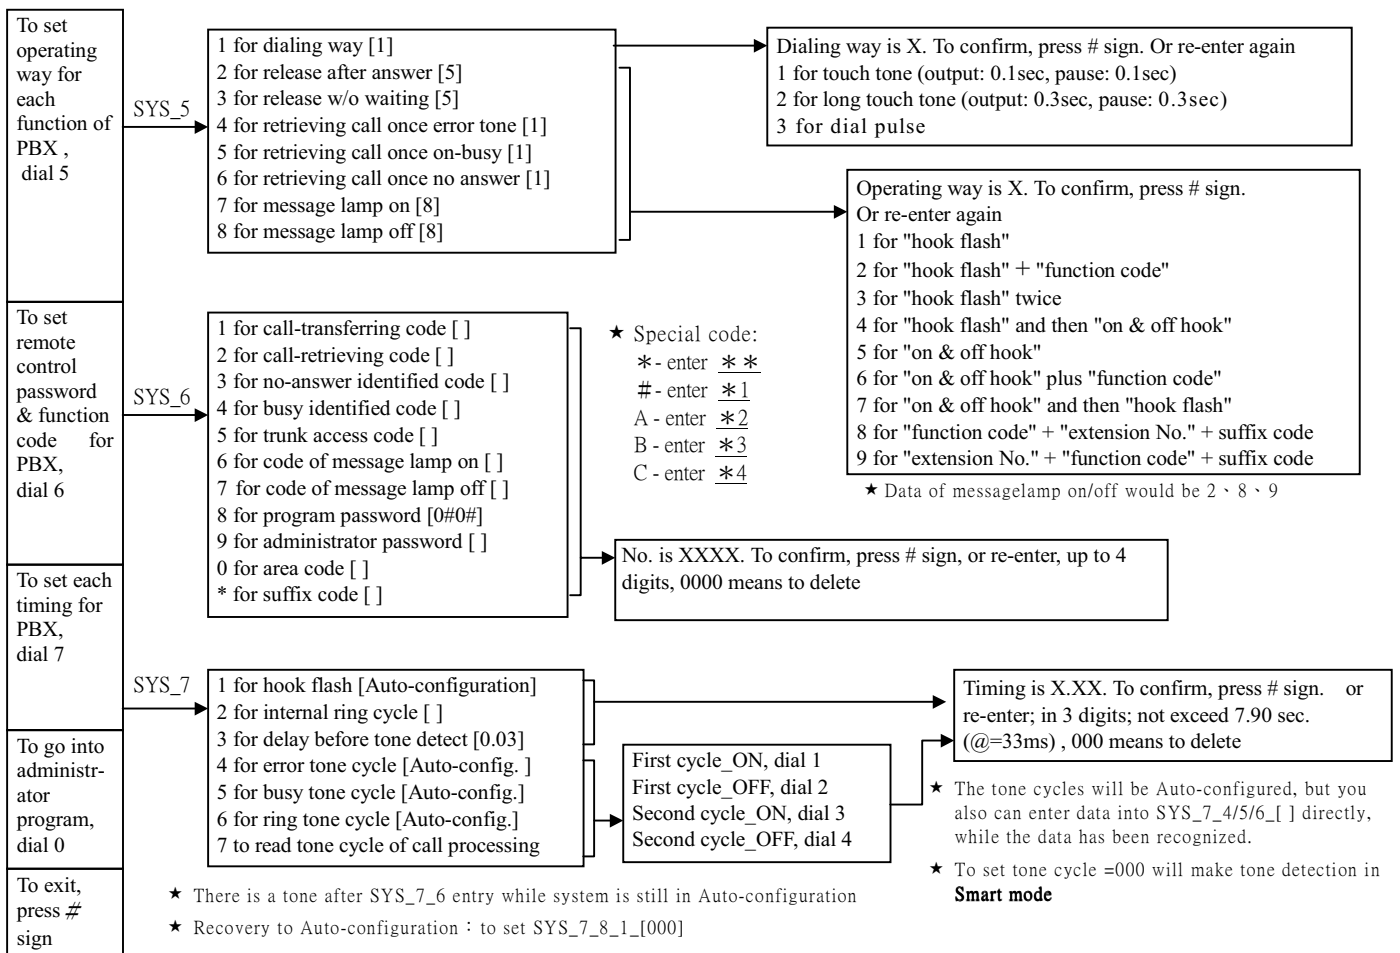 To set
operating
way for
each
function of
PBX ,
dial 5
SYS_5
1 for dialing way [1]
2 for release after answer [5]
3 for release w/o waiting [5]
4 for retrieving call once error tone [1]
5 for retrieving call once on-busy [1]
6 for retrieving call once no answer [1]
7 for message lamp on [8]
8 for message lamp off [8]
Dialing way is X. To confirm, press # sign. Or re-enter again
1 for touch tone (output: 0.1sec, pause: 0.1sec)
2 for long touch tone (output: 0.3sec, pause: 0.3sec)
3 for dial pulse
Operating way is X. To confirm, press # sign.
Or re-enter again
1 for "hook flash"
2 for "hook flash" + "function code"
3 for "hook flash" twice
4 for "hook flash" and then "on & off hook"
5 for "on & off hook"
6 for "on & off hook" plus "function code"
7 for "on & off hook" and then "hook flash"
8 for "function code" + "extension No." + suffix code
9 for "extension No." + "function code" + suffix code
★ Data of messagelamp on/off would be 2、8、9
To set
remote
control
password
& function
code for
PBX,
dial 6
SYS_6
1 for call-transferring code [ ]
2 for call-retrieving code [ ]
3 for no-answer identified code [ ]
4 for busy identified code [ ]
5 for trunk access code [ ]
6 for code of message lamp on [ ]
7 for code of message lamp off [ ]
8 for program password [0#0#]
9 for administrator password [ ]
0 for area code [ ]
* for suffix code [ ]
★ Special code:
＊- enter ＊＊
＃- enter ＊1
A - enter ＊2
B - enter ＊3
C - enter ＊4
No. is XXXX. To confirm, press # sign, or re-enter, up to 4
digits, 0000 means to delete
To set each
timing for
PBX,
dial 7
SYS_7
1 for hook flash [Auto-configuration]
2 for internal ring cycle [ ]
3 for delay before tone detect [0.03]
4 for error tone cycle [Auto-config. ]
5 for busy tone cycle [Auto-config.]
6 for ring tone cycle [Auto-config.]
7 to read tone cycle of call processing
First cycle_ON, dial 1
First cycle_OFF, dial 2
Second cycle_ON, dial 3
Second cycle_OFF, dial 4
Timing is X.XX. To confirm, press # sign. or
re-enter; in 3 digits; not exceed 7.90 sec.
(@=33ms) , 000 means to delete
★ The tone cycles will be Auto-configured, but you
also can enter data into SYS_7_4/5/6_[ ] directly,
while the data has been recognized.
★ To set tone cycle =000 will make tone detection in
Smart mode
To go into
administr-
ator
program,
dial 0
To exit,
press ＃
sign
★ There is a tone after SYS_7_6 entry while system is still in Auto-configuration
★ Recovery to Auto-configuration：to set SYS_7_8_1_[000]